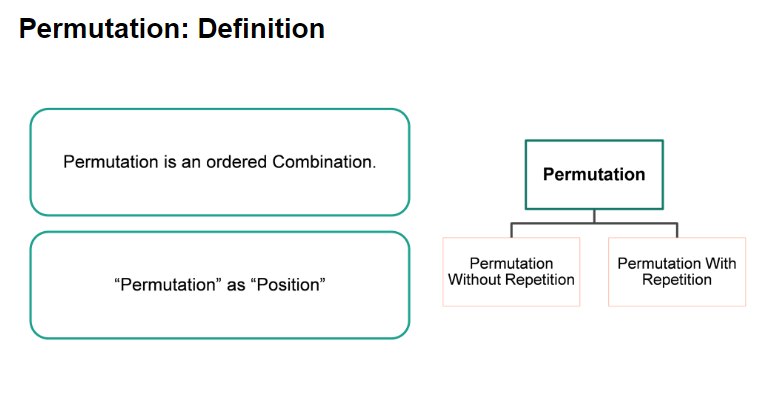 Permutation: Definition
Permutation is an ordered Combination.
“Permutation” as “Position”
Permutation
Permutation
Without Repetition
Permutation With
Repetition